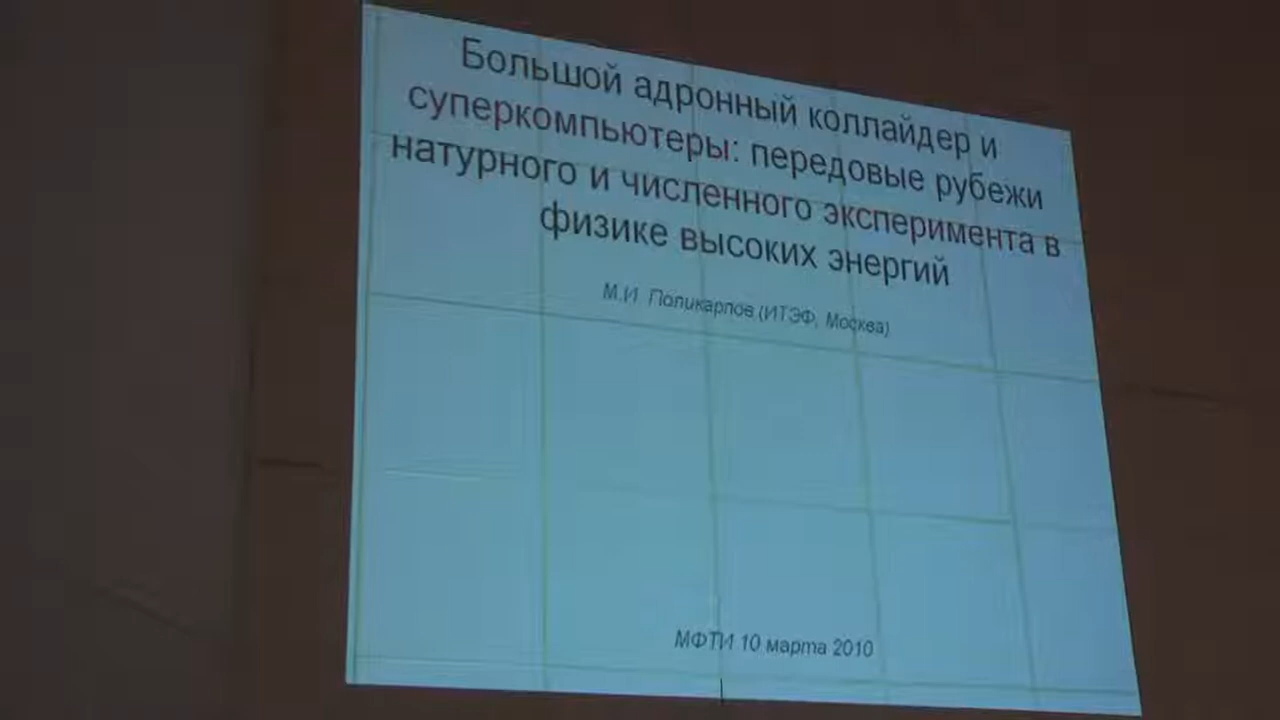 Большой адронный коллайдер и
суперкомпьютеры: передовые рубежи
натурного и численного эксперимента в
физике высоких энергий
М.И. Поликарпов (ИТЭФ, Москва)
МФТИ 10 марта 2010